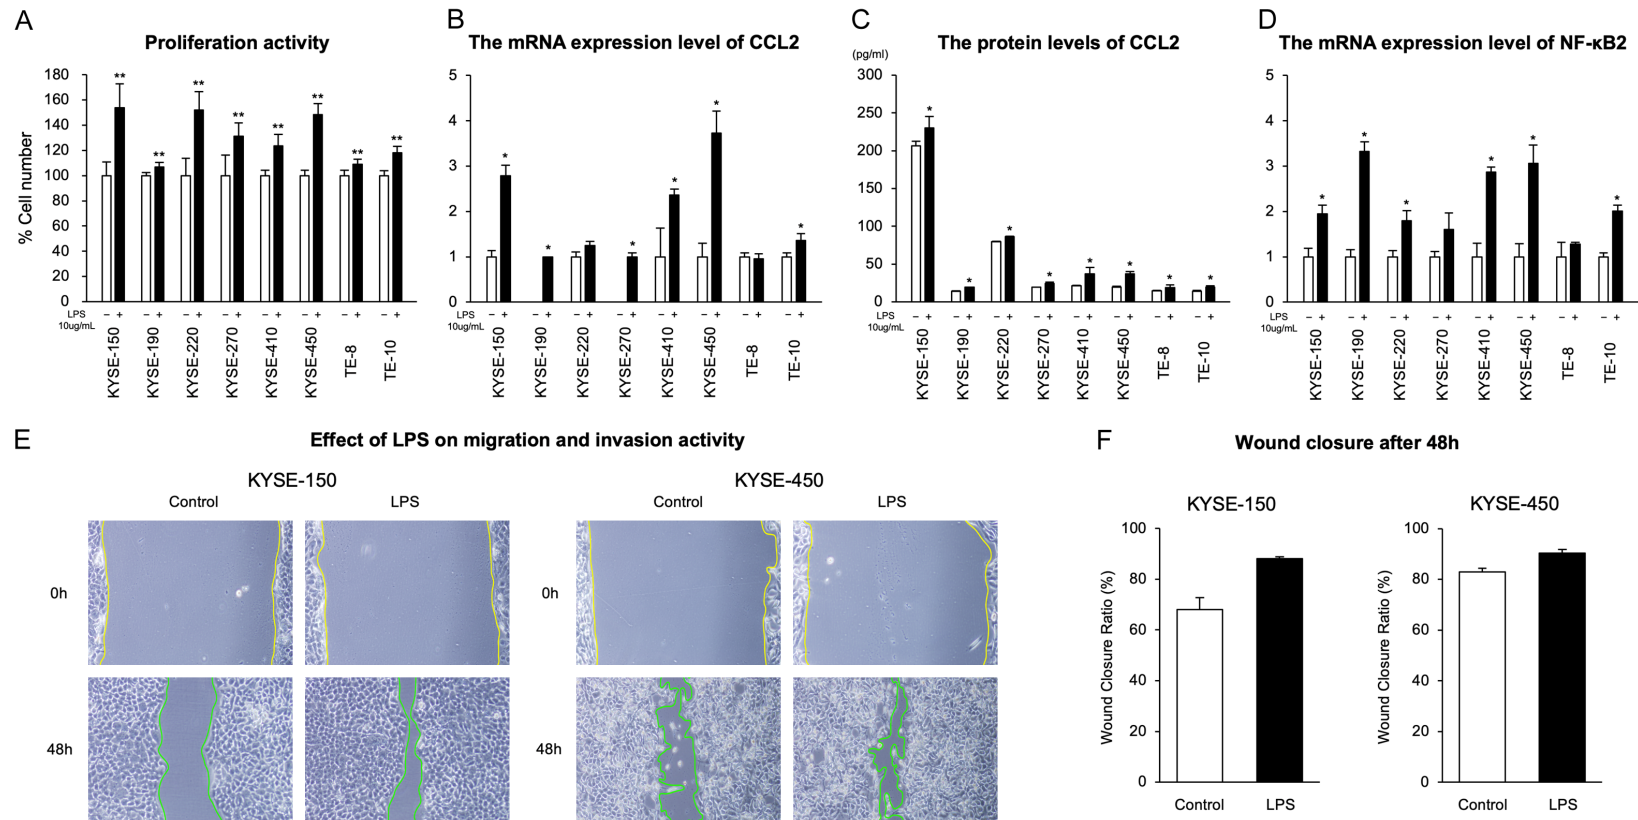 A
Proliferation activity
% Cell number
180
160
140
120
100
80
60
40
20
0
** ** ** ** ** ** ** **
LPS
10ug/mL
− + − + − + − + − + − + − + − +
KYSE-150
KYSE-190
KYSE-220
KYSE-270
KYSE-410
KYSE-450
TE-8
TE-10
B
The mRNA expression level of CCL2
5
4
3
2
1
0
* * * * * *
LPS
10ug/mL
− + − + − + − + − + − + − + − +
KYSE-150
KYSE-190
KYSE-220
KYSE-270
KYSE-410
KYSE-450
TE-8
TE-10
C
The protein levels of CCL2
(pg/ml)
300
250
200
150
100
50
0
* * * * * * * *
LPS
10ug/mL
− + − + − + − + − + − + − + − +
KYSE-150
KYSE-190
KYSE-220
KYSE-270
KYSE-410
KYSE-450
TE-8
TE-10
D
The mRNA expression level of NF-κB2
5
4
3
2
1
0
* * * * * *
LPS
10ug/mL
− + − + − + − + − + − + − + − +
KYSE-150
KYSE-190
KYSE-220
KYSE-270
KYSE-410
KYSE-450
TE-8
TE-10
E
Effect of LPS on migration and invasion activity
KYSE-150
Control
LPS
0h
48h
KYSE-450
Control
LPS
0h
48h
F
Wound closure after 48h
KYSE-150
Wound Closure Ratio (%)
100
80
60
40
20
0
Control
LPS
KYSE-450
Wound Closure Ratio (%)
100
80
60
40
20
0
Control
LPS